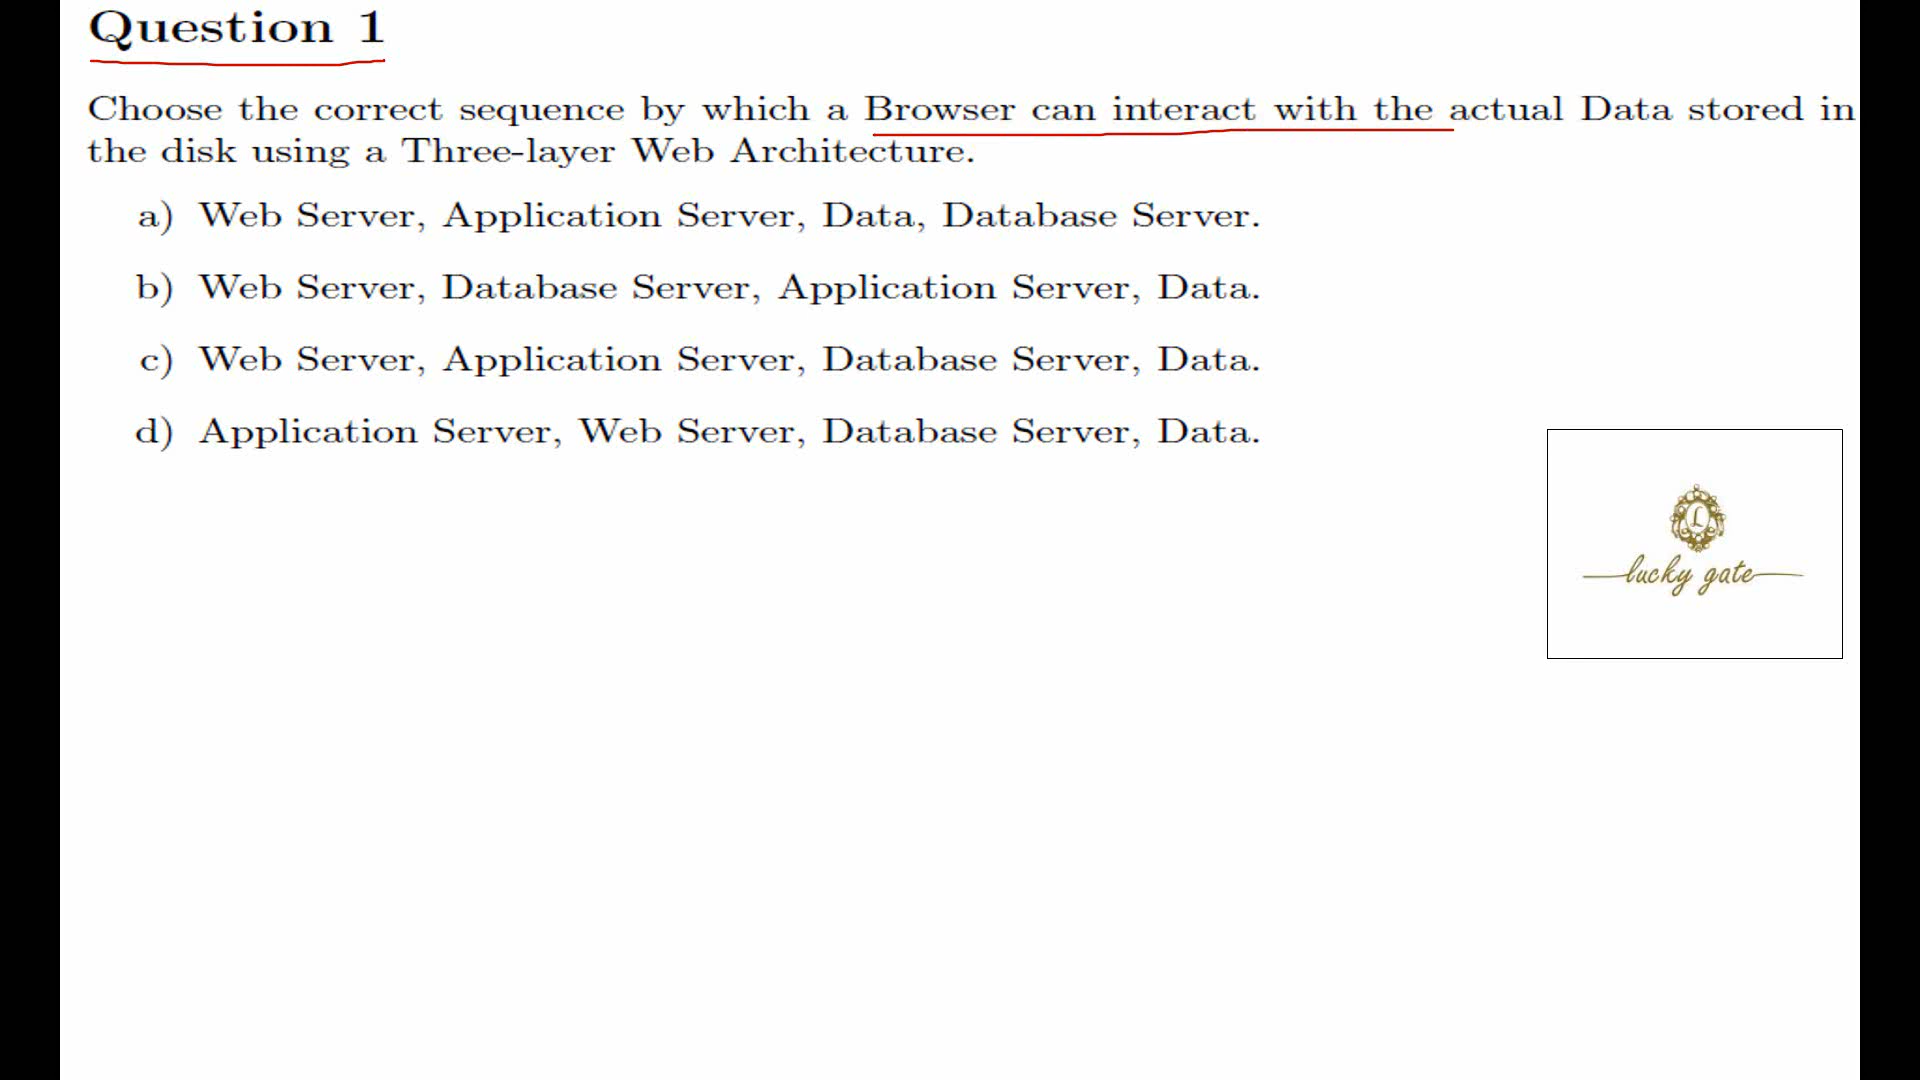 Question 1
Choose the correct sequence by which a Browser can interact with the actual Data stored in
the disk using a Three-layer Web Architecture.
a) Web Server, Application Server, Data, Database Server.
b) Web Server, Database Server, Application Server, Data.
c) Web Server, Application Server, Database Server, Data.
d) Application Server, Web Server, Database Server, Data.
L
lucky gate